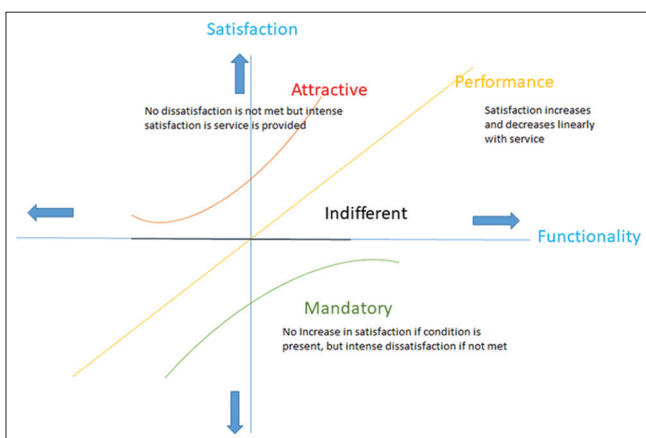 Satisfaction
Attractive
Performance
No dissatisfaction is not met but intense
satisfaction is service is provided
Satisfaction increases
and decreases linearly
with service
Indifferent
Functionality
Mandatory
No Increase in satisfaction if condition is
present, but intense dissatisfaction if not met